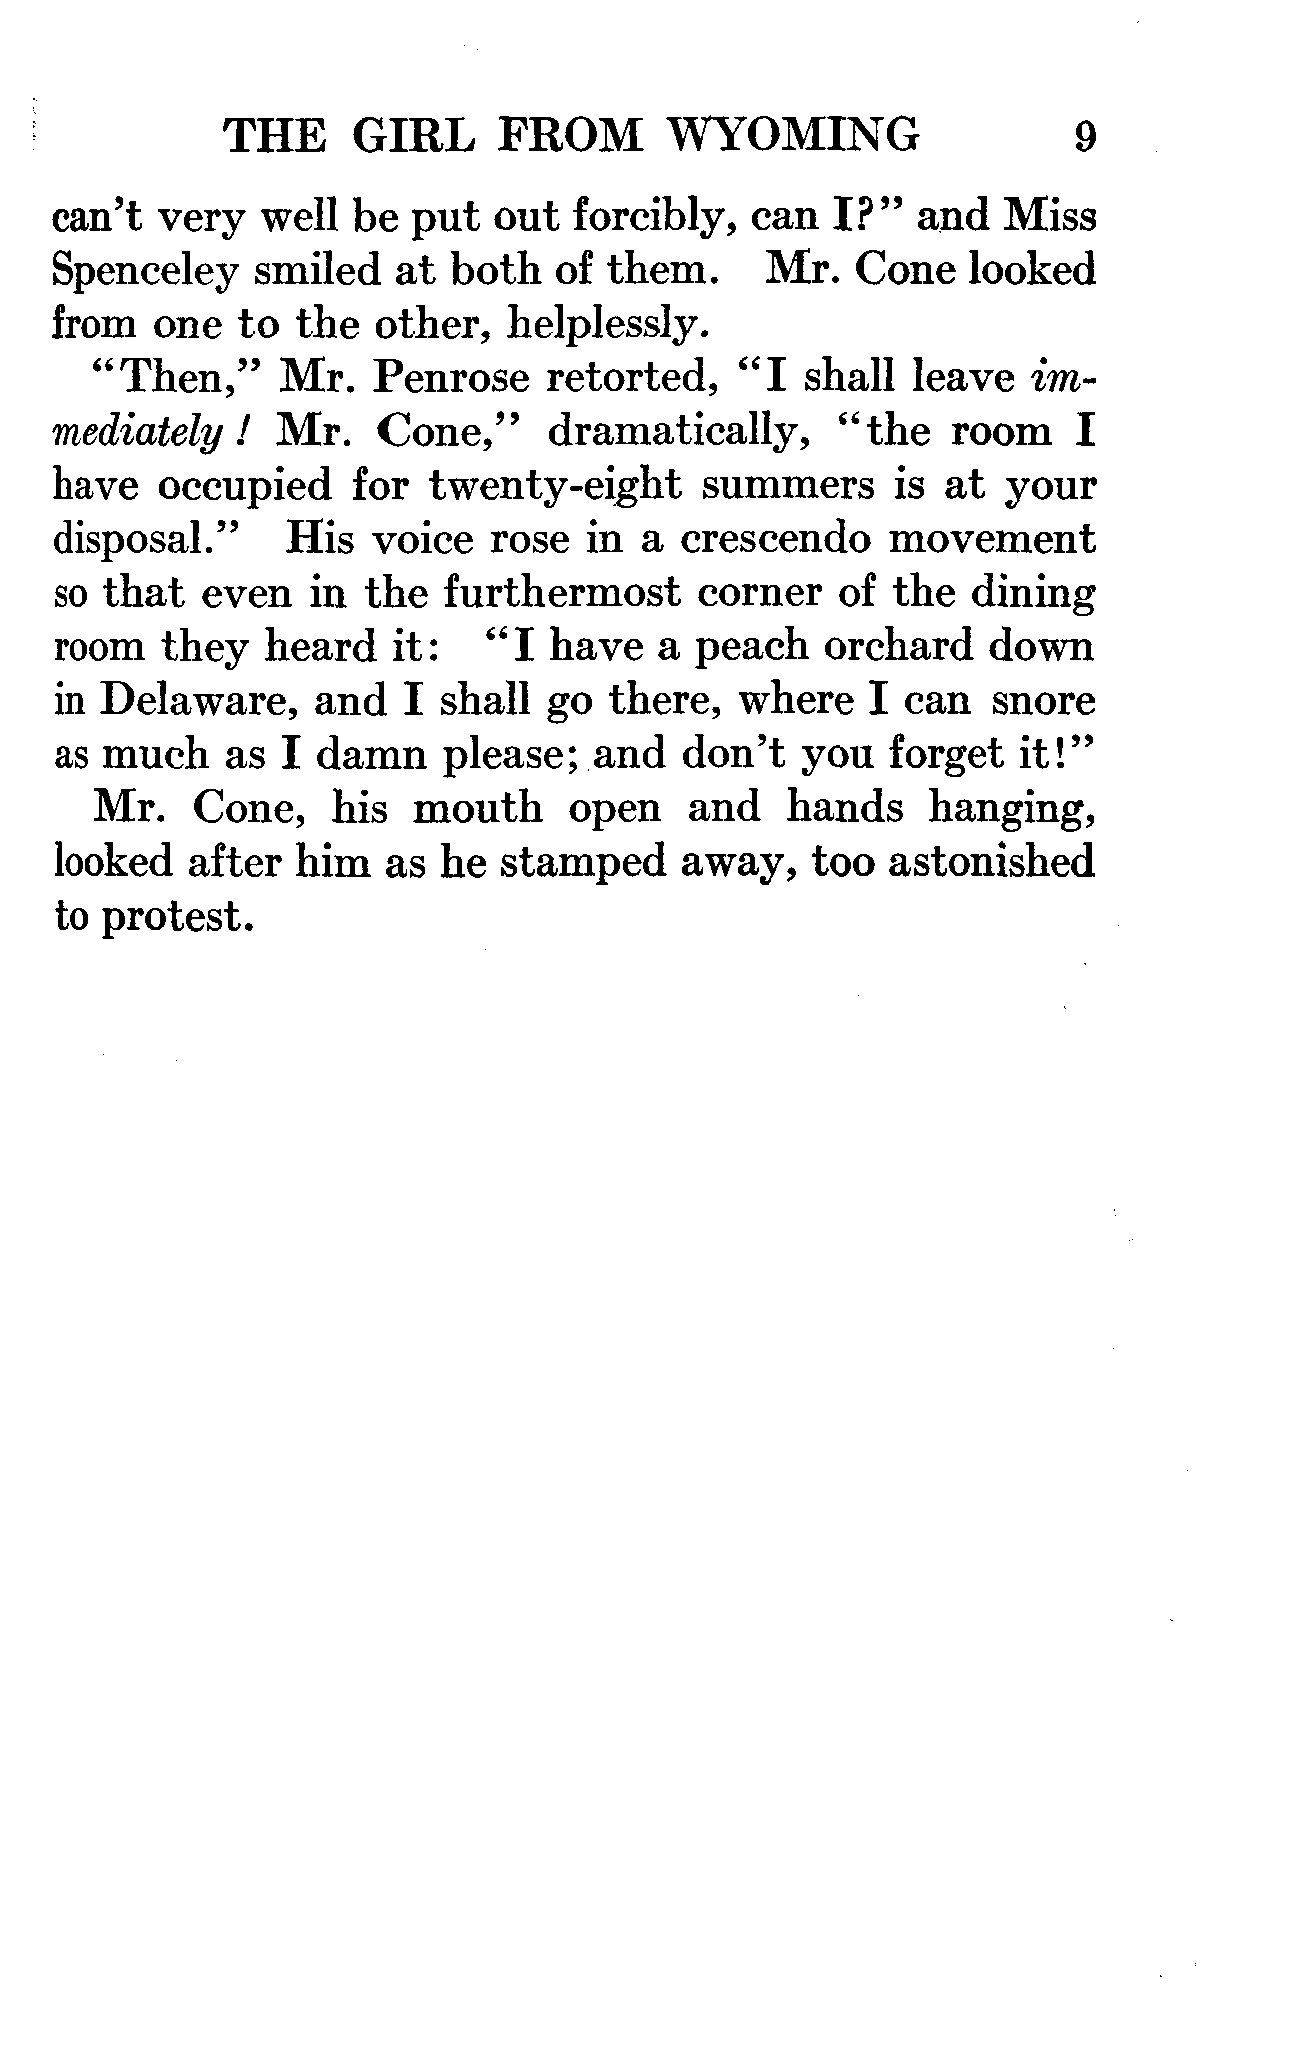 THE GIRL FROM WYOMING 9
can't very well be put out forcibly, can I?" and Miss
Spenceley smiled at both of them. Mr. Cone looked
from one to the other, helplessly.
"Then," Mr. Penrose retorted, "I shall leave im-
mediately! Mr. Cone," dramatically, "the room I
have occupied for twenty-eight summers is at your
disposal." His voice rose in a crescendo movement
so that even in the furthermost corner of the dining
room they heard it: "I have a peach orchard down
in Delaware, and I shall go there, where I can snore
as much as I damn please; and don't you forget it!"
Mr. Cone, his mouth open and hands hanging,
looked after him as he stamped away, too astonished
to protest.